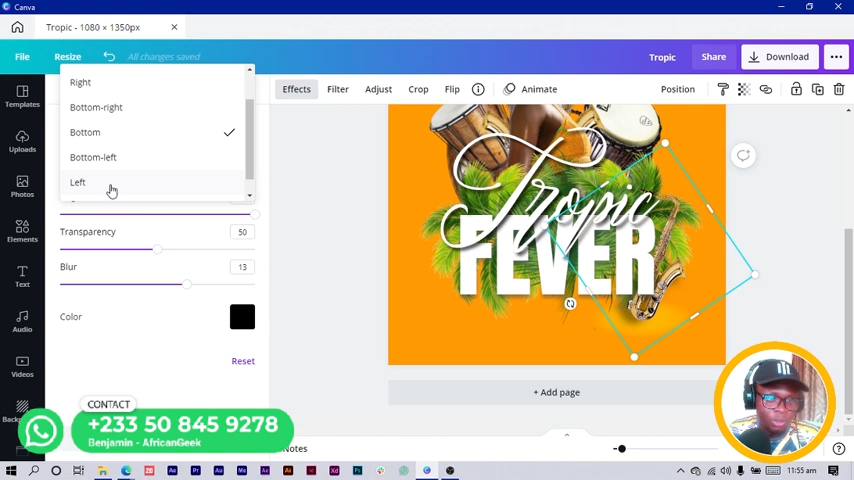 Canva
Tropic - 1080 × 1350px
File
Resize
All changes saved
Tropic
Share
Download
Effects
Filter
Adjust
Crop
Flip
Animate
Position
Templates
Uploads
Photos
Elements
Text
Audio
Videos
Right
Bottom-right
Bottom
Bottom-left
Left
Transparency
50
Blur
13
Color
Reset
Tropic
FEVER
+ Add page
CONTACT
+233 50 845 9278
Benjamin - AfricanGeek
Notes
11:55 am